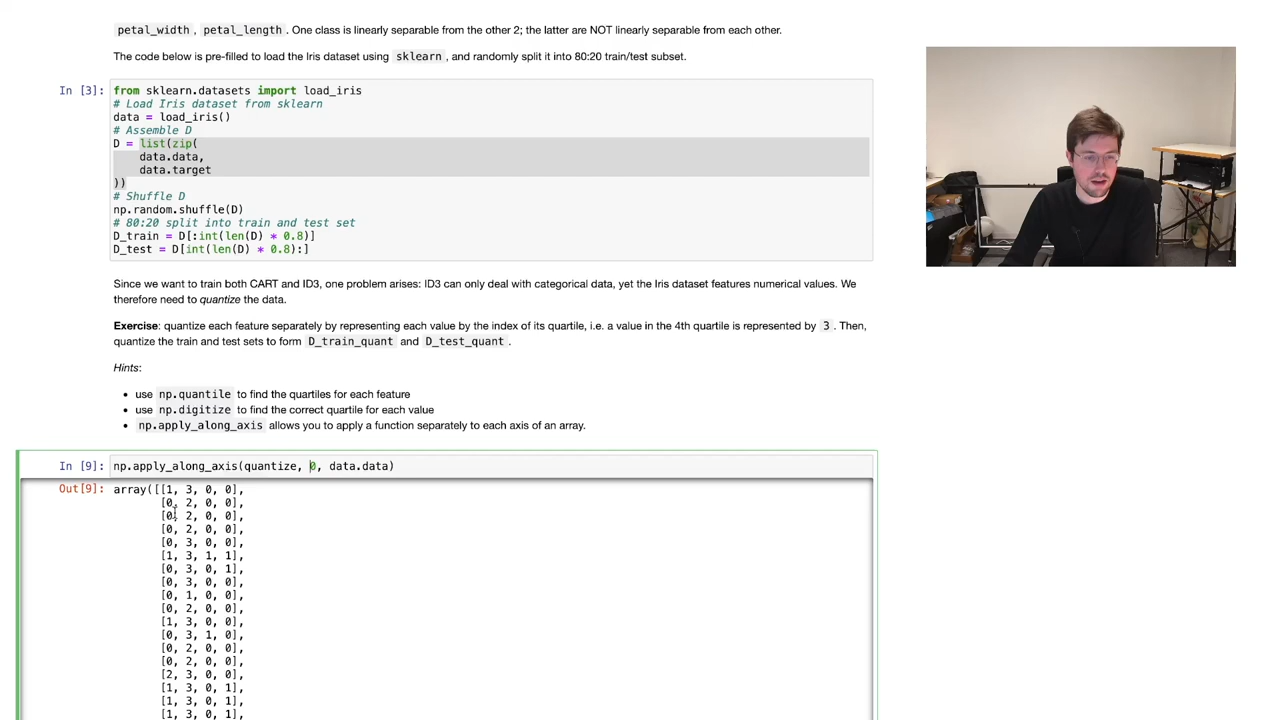 petal_width , petal_length . One class is linearly separable from the other 2; the latter are NOT linearly separable from each other.
The code below is pre-filled to load the Iris dataset using sklearn , and randomly split it into 80:20 train/test subset.
In [3]: from sklearn.datasets import load_iris
# Load Iris dataset from sklearn
data = load_iris()
# Assemble D
D = list(zip(
data.data,
data.target
))
# Shuffle D
np.random.shuffle(D)
# 80:20 split into train and test set
D_train = D[:int(len(D) * 0.8)]
D_test = D[int(len(D) * 0.8):]
Since we want to train both CART and ID3, one problem arises: ID3 can only deal with categorical data, yet the Iris dataset features numerical values. We
therefore need to quantize the data.
Exercise: quantize each feature separately by representing each value by the index of its quartile, i.e. a value in the 4th quartile is represented by 3 . Then,
quantize the train and test sets to form D_train_quant and D_test_quant .
Hints:
• use np.quantile to find the quartiles for each feature
• use np.digitize to find the correct quartile for each value
• np.apply_along_axis allows you to apply a function separately to each axis of an array.
In [9]: np.apply_along_axis(quantize, 0, data.data)
Out[9]: array([[1, 3, 0, 0],
[0, 2, 0, 0],
[0, 2, 0, 0],
[0, 2, 0, 0],
[0, 3, 0, 0],
[1, 3, 1, 1],
[0, 3, 0, 1],
[0, 3, 0, 0],
[0, 1, 0, 0],
[0, 2, 0, 0],
[1, 3, 0, 0],
[0, 3, 1, 0],
[0, 2, 0, 0],
[0, 2, 0, 0],
[2, 3, 0, 0],
[1, 3, 0, 1],
[1, 3, 0, 1],
[1, 3, 0, 1],